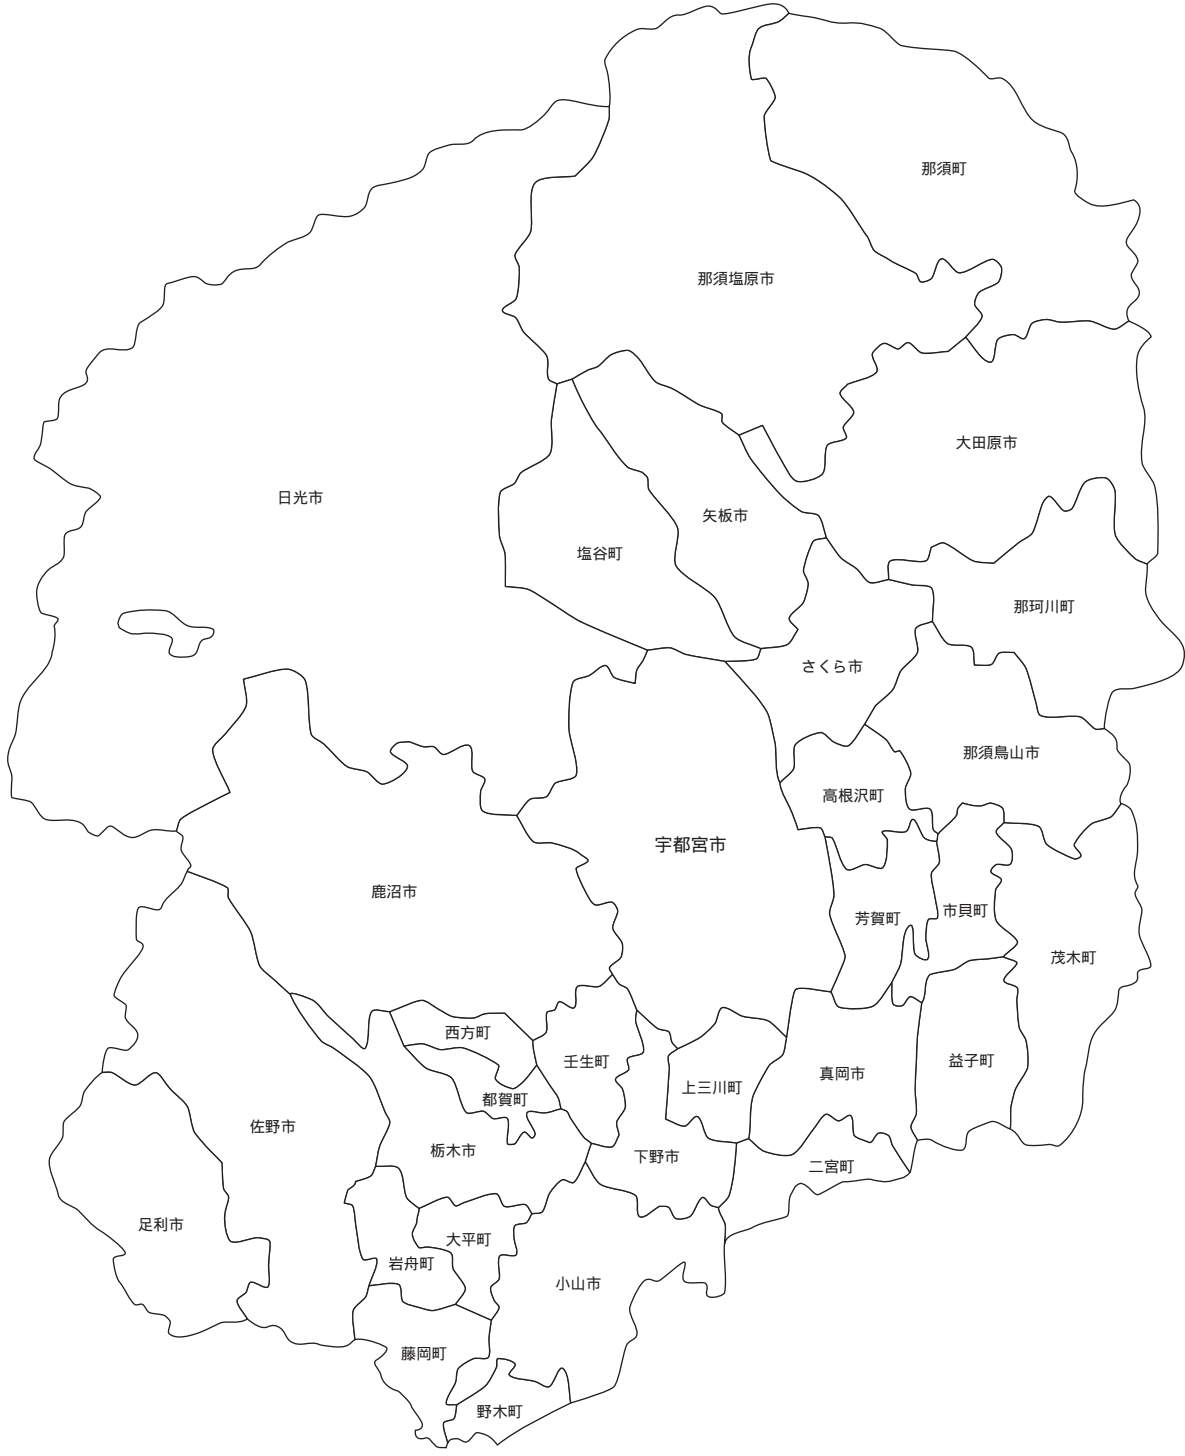 那須町
那須塩原市
大田原市
日光市
矢板市
塩谷町
那珂川町
さくら市
那須烏山市
高根沢町
宇都宮市
鹿沼市
市貝町
芳賀町
茂木町
西方町
壬生町
益子町
真岡市
上三川町
都賀町
佐野市
栃木市
下野市
二宮町
足利市
大平町
岩舟町
小山市
藤岡町
野木町